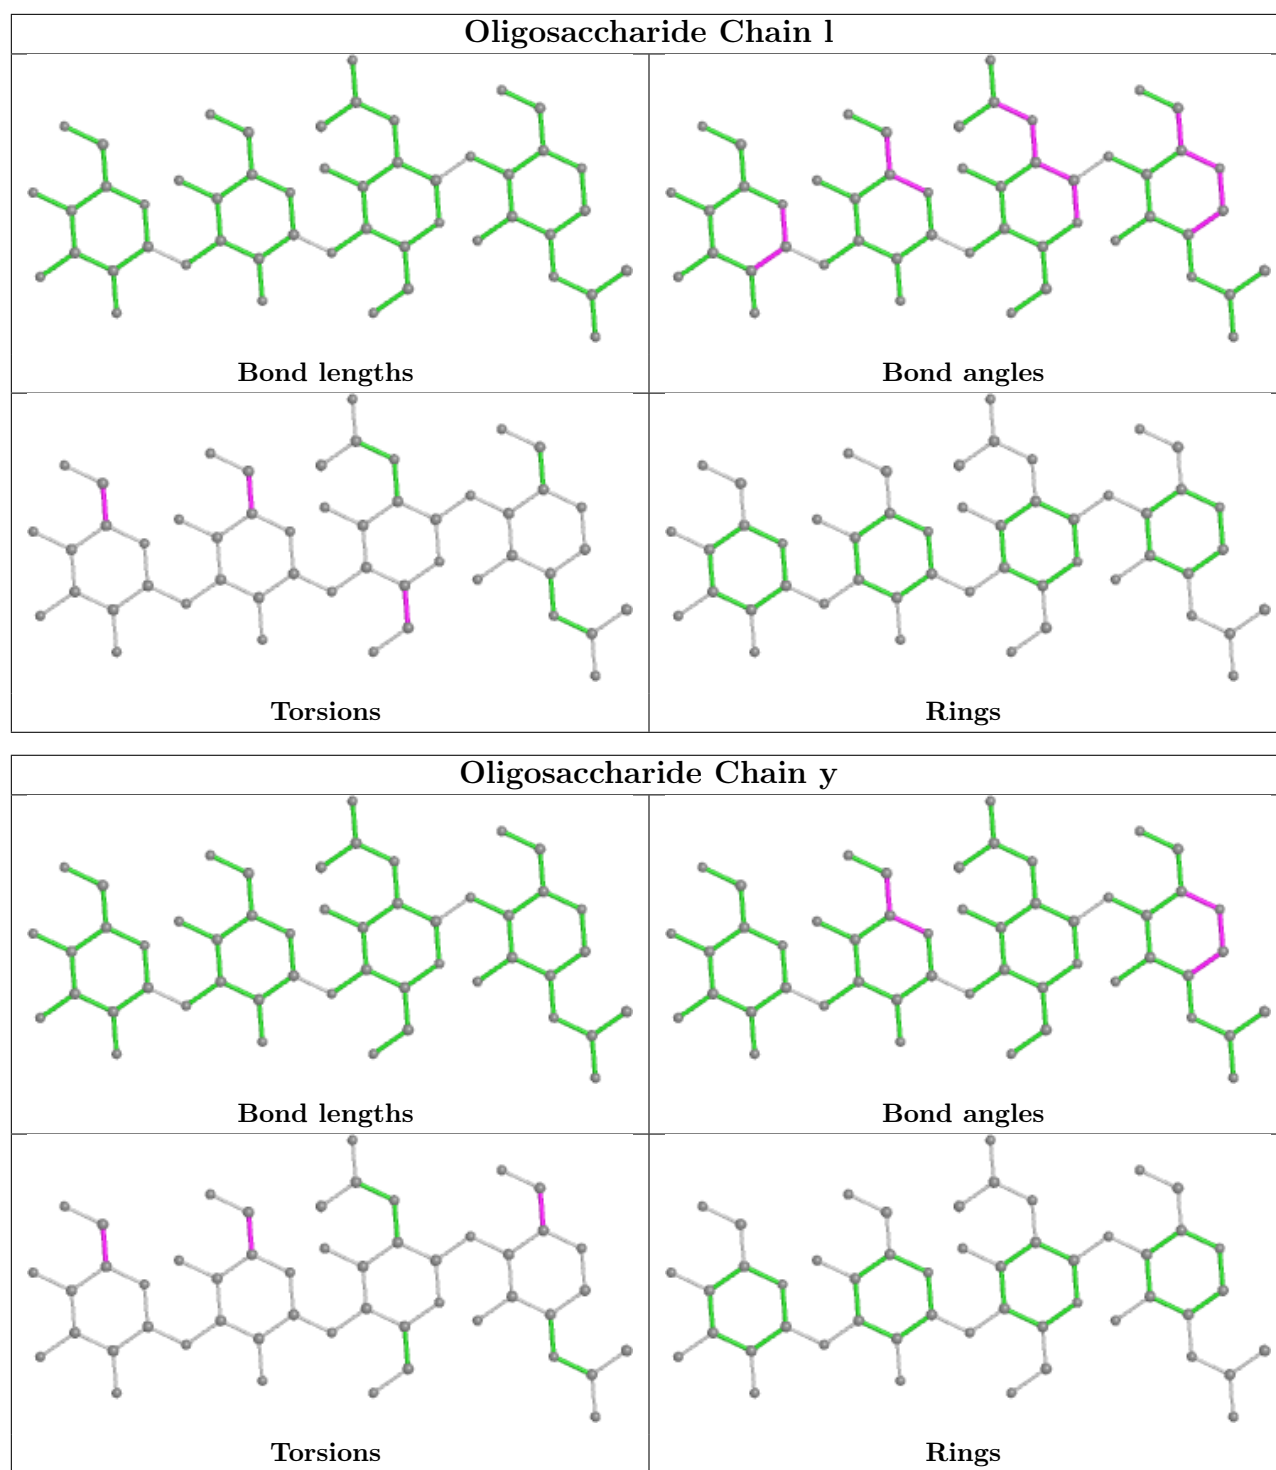 Oligosaccharide Chain l
Bond lengths
Bond angles
Torsions
Rings
Oligosaccharide Chain y
Bond lengths
Bond angles
Torsions
Rings